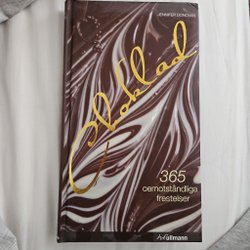 JENNIFER DONOVAN
Choklad
365
oemotståndliga
frestelser
h.f.ullmann